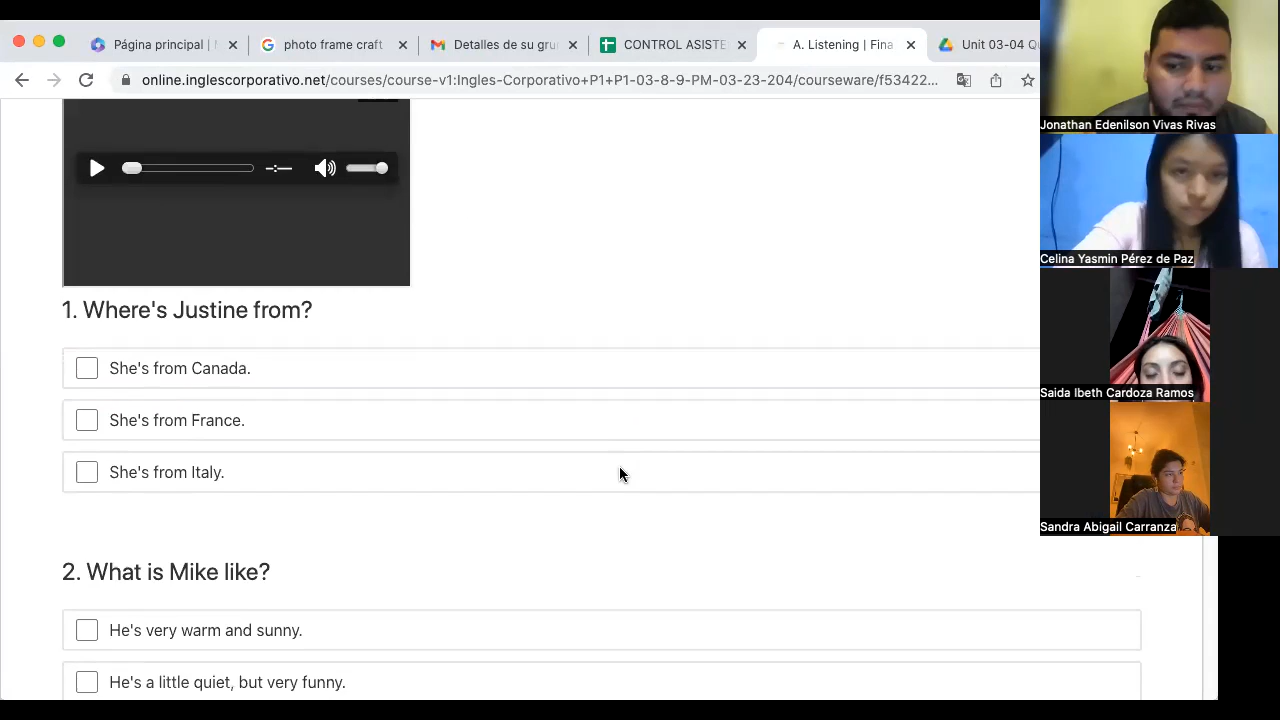 Página principal |
photo frame craft
Detalles de su gru
CONTROL ASISTE
A. Listening | Fina
Unit 03-04 Qu
online.inglescorporativo.net/courses/course-v1:Ingles-Corporativo+P1+P1-03-8-9-PM-03-23-204/courseware/f53422...
Jonathan Edenilson Vivas Rivas
Celina Yasmin Pérez de Paz
Saida Ibeth Cardoza Ramos
Sandra Abigail Carranza
-:-
1. Where's Justine from?
She's from Canada.
She's from France.
She's from Italy.
2. What is Mike like?
He's very warm and sunny.
He's a little quiet, but very funny.